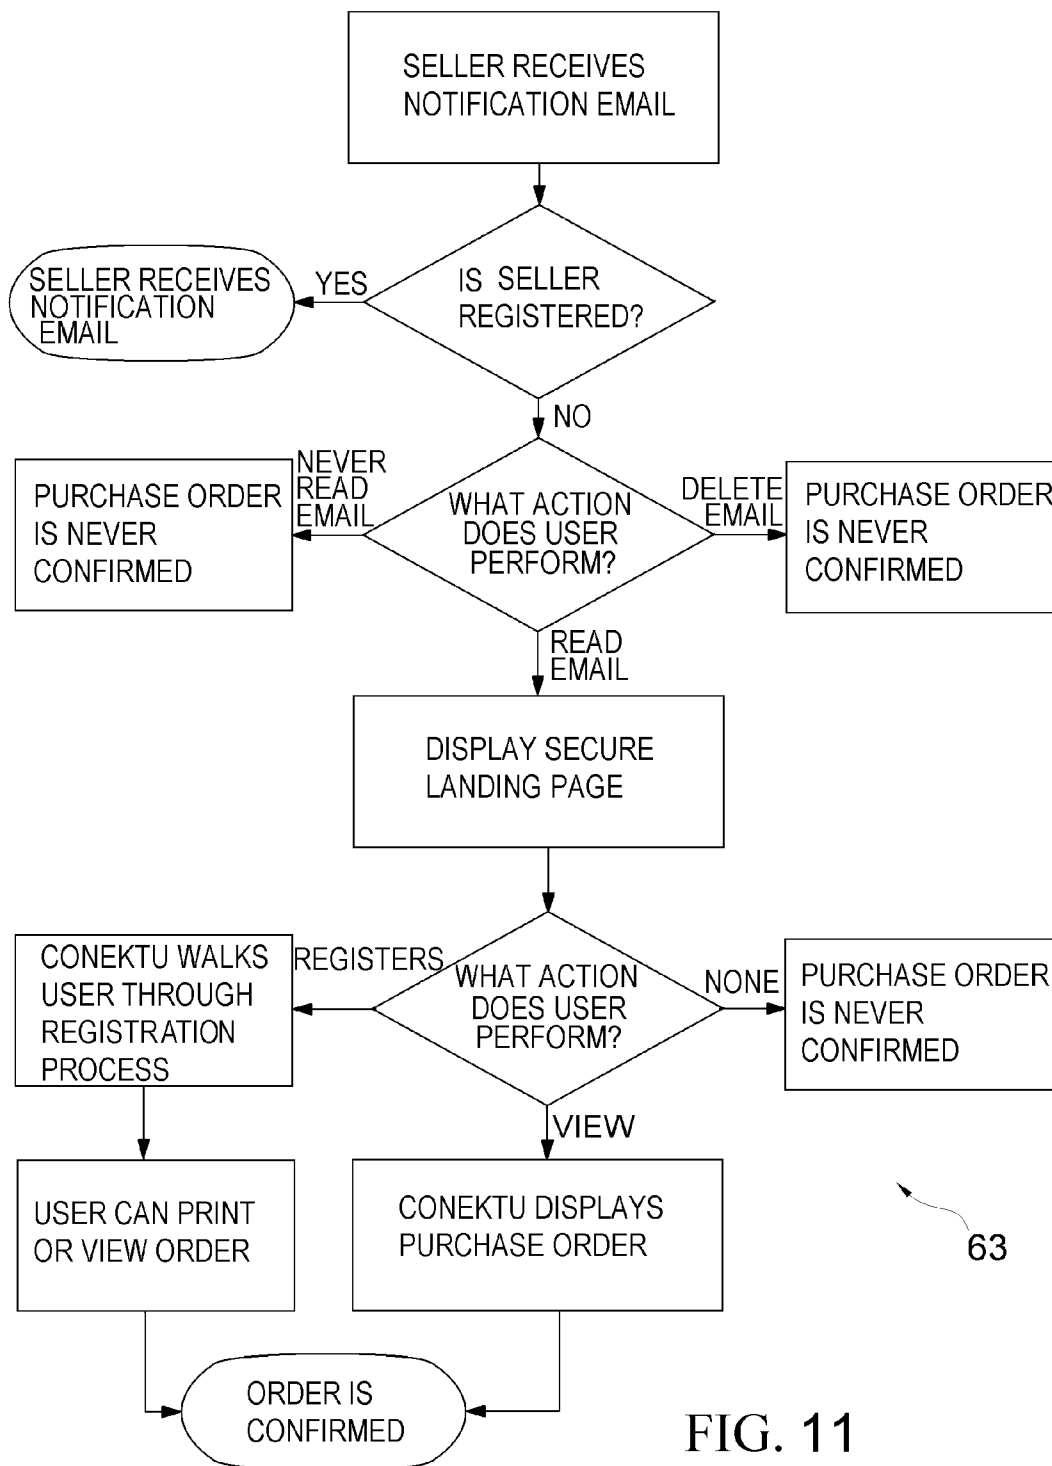 SELLER RECEIVES
NOTIFICATION EMAIL
IS SELLER
REGISTERED?
YES
SELLER RECEIVES
NOTIFICATION
EMAIL
NO
WHAT ACTION
DOES USER
PERFORM?
NEVER
READ
EMAIL
PURCHASE ORDER
IS NEVER
CONFIRMED
DELETE
EMAIL
PURCHASE ORDER
IS NEVER
CONFIRMED
READ
EMAIL
DISPLAY SECURE
LANDING PAGE
WHAT ACTION
DOES USER
PERFORM?
REGISTERS
CONEKTU WALKS
USER THROUGH
REGISTRATION
PROCESS
NONE
PURCHASE ORDER
IS NEVER
CONFIRMED
VIEW
USER CAN PRINT
OR VIEW ORDER
CONEKTU DISPLAYS
PURCHASE ORDER
63
ORDER IS
CONFIRMED
FIG. 11